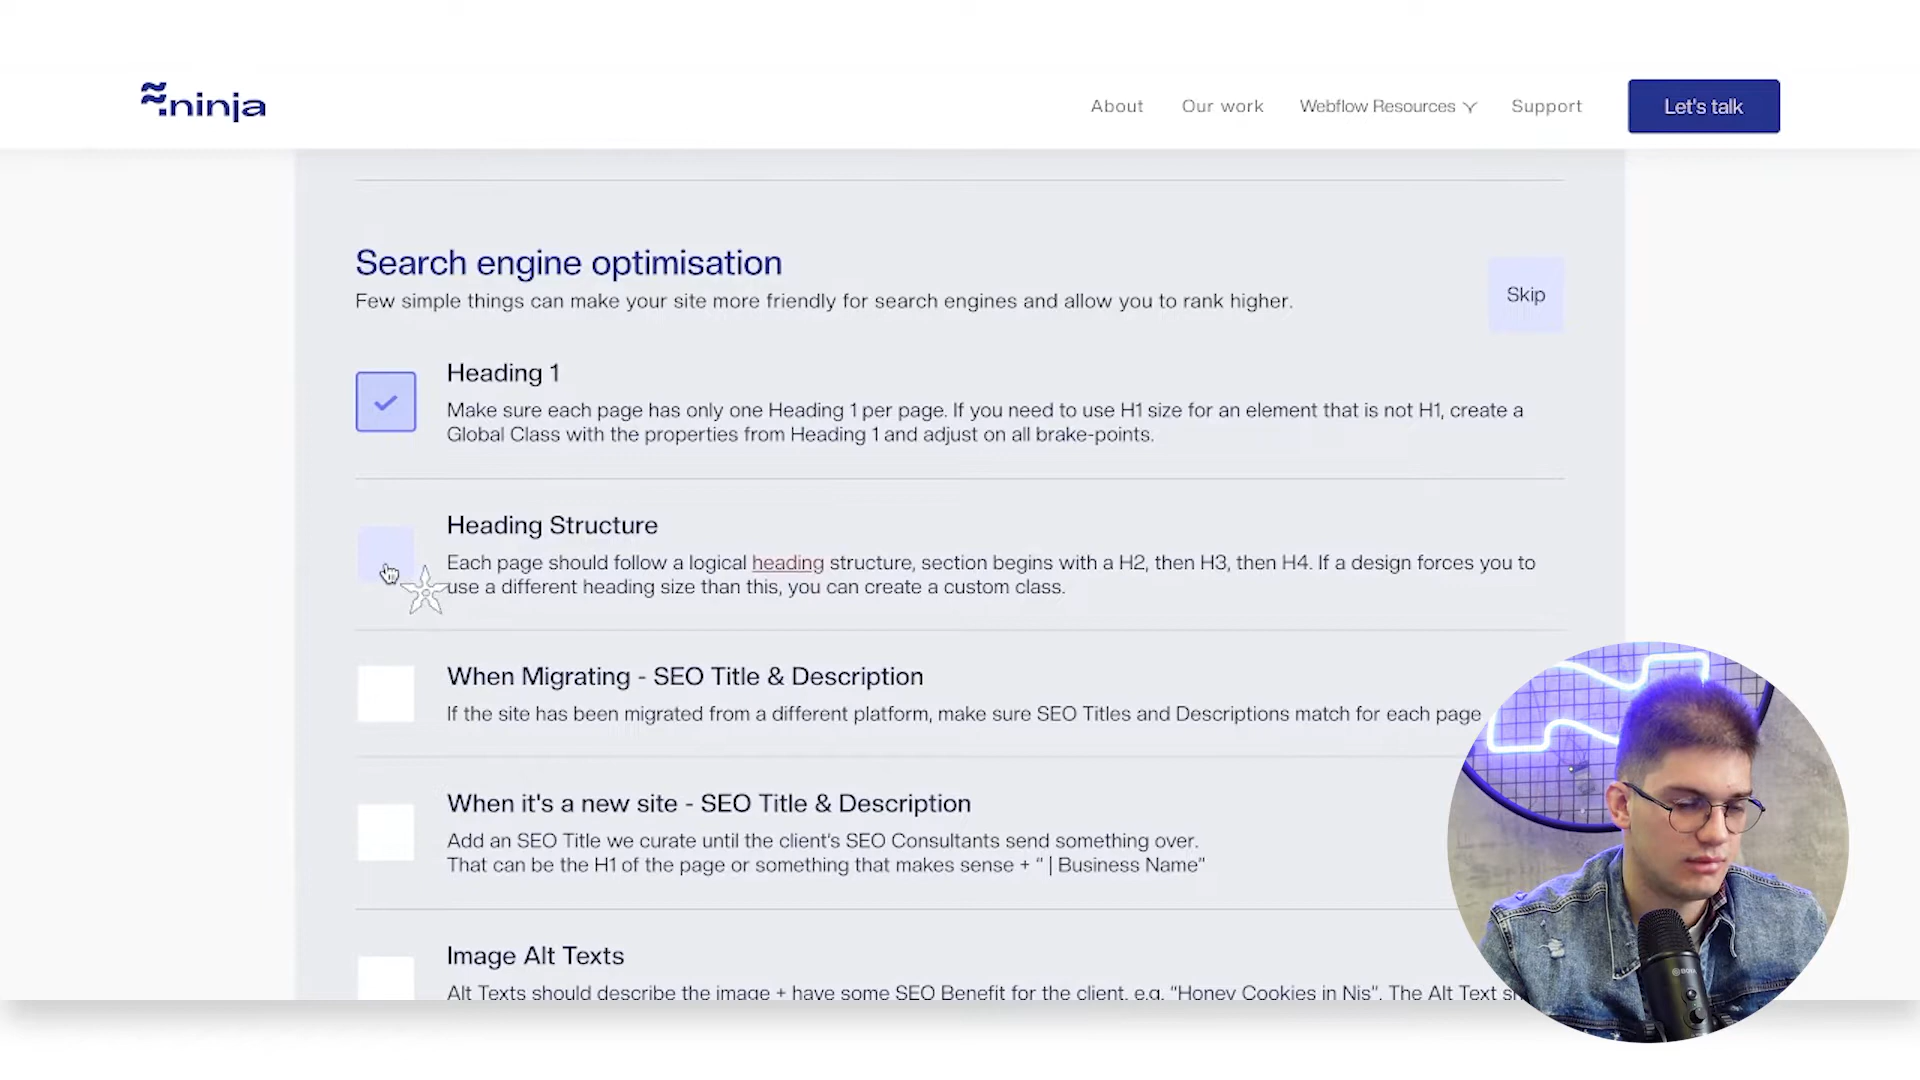 ninja
About
Our work
Webflow Resources
Support
Let's talk
Search engine optimisation
Few simple things can make your site more friendly for search engines and allow you to rank higher.
Skip
Heading 1
Make sure each page has only one Heading 1 per page. If you need to use H1 size for an element that is not H1, create a
Global Class with the properties from Heading 1 and adjust on all brake-points.
Heading Structure
Each page should follow a logical heading structure, section begins with a H2, then H3, then H4. If a design forces you to
use a different heading size than this, you can create a custom class.
When Migrating - SEO Title & Description
If the site has been migrated from a different platform, make sure SEO Titles and Descriptions match for each page
When it's a new site - SEO Title & Description
Add an SEO Title we curate until the client's SEO Consultants send something over.
That can be the H1 of the page or something that makes sense + “ | Business Name”
Image Alt Texts
Alt Texts should describe the image + have some SEO Benefit for the client, e.g. “Honey Cookies in Nis”. The Alt Text